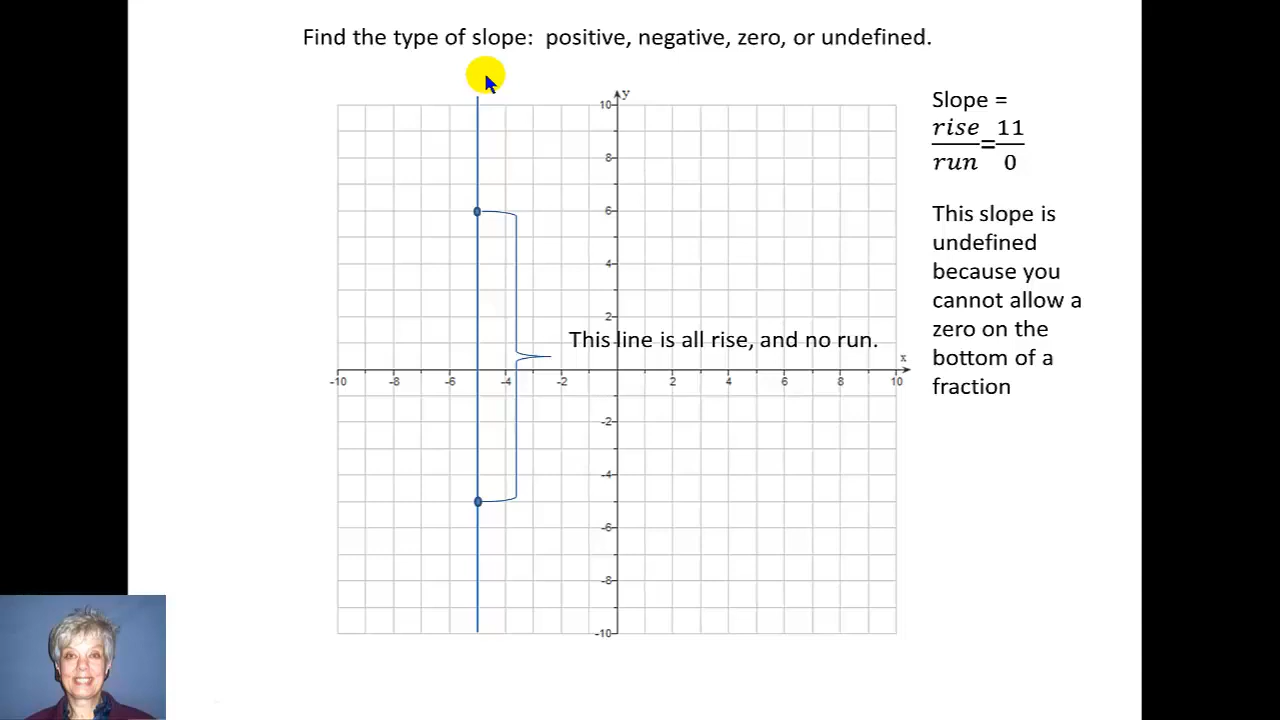 Find the type of slope:  positive, negative, zero, or undefined.
Slope =
rise/run = 11/0
This slope is
undefined
because you
cannot allow a
zero on the
bottom of a
fraction
This line is all rise, and no run.
y
10
8
6
4
2
x
-10 -8 -6 -4 -2 2 4 6 8 10
-2
-4
-6
-8
-10